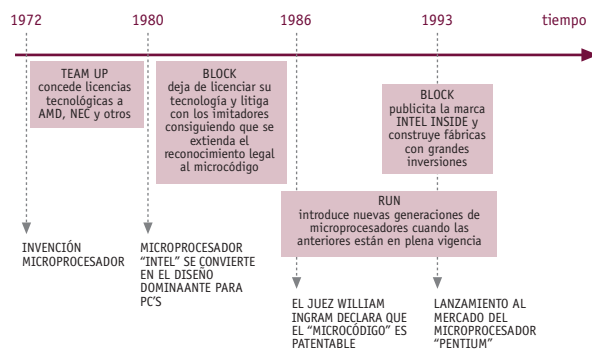 1972 1980 1986 1993 tiempo
TEAM UP
concede licencias
tecnológicas a
AMD, NEC y otros
BLOCK
deja de licenciar su
tecnología y litiga
con los imitadores
consiguiendo que se
extienda el
reconocimiento legal
al microcódigo
BLOCK
publicita la marca
INTEL INSIDE y
construye fábricas
con grandes
inversiones
RUN
introduce nuevas generaciones de
microprocesadores cuando las
anteriores están en plena vigencia
INVENCIÓN
MICROPROCESADOR
MICROPROCESADOR
“INTEL” SE CONVIERTE
EN EL DISEÑO
DOMINAANTE PARA
PC'S
EL JUEZ WILLIAM
INGRAM DECLARA QUE
EL “MICROCÓDIGO” ES
PATENTABLE
LANZAMIENTO AL
MERCADO DEL
MICROPROCESADOR
“PENTIUM”